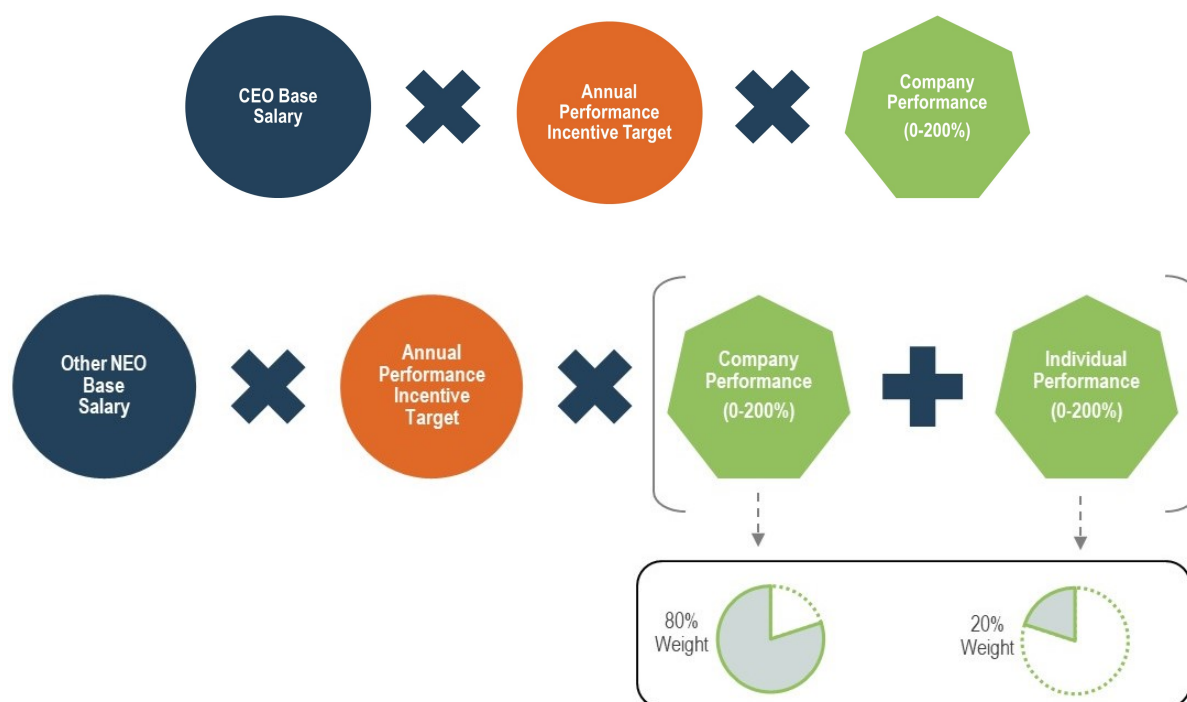 CEO Base
Salary
Annual
Performance
Incentive Target
Company
Performance
(0-200%)
Other NEO
Base
Salary
Annual
Performance
Incentive
Target
Company
Performance
(0-200%)
Individual
Performance
(0-200%)
80%
Weight
20%
Weight